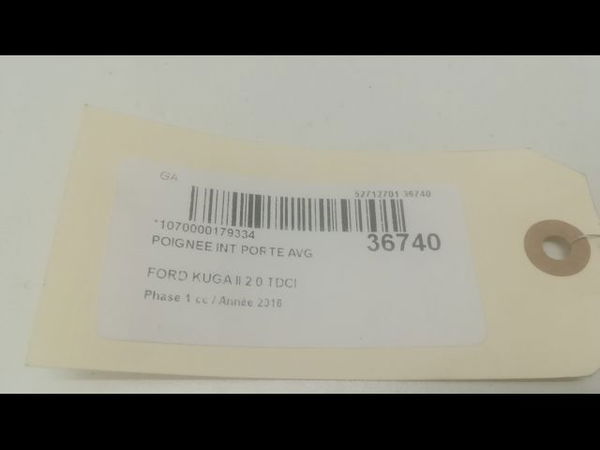 GA
52712701 36740
*1070000179334
36740
POIGNEE INT PORTE AVG
FORD KUGA II 2.0 TDCI
Phase 1 cc / Année 2016